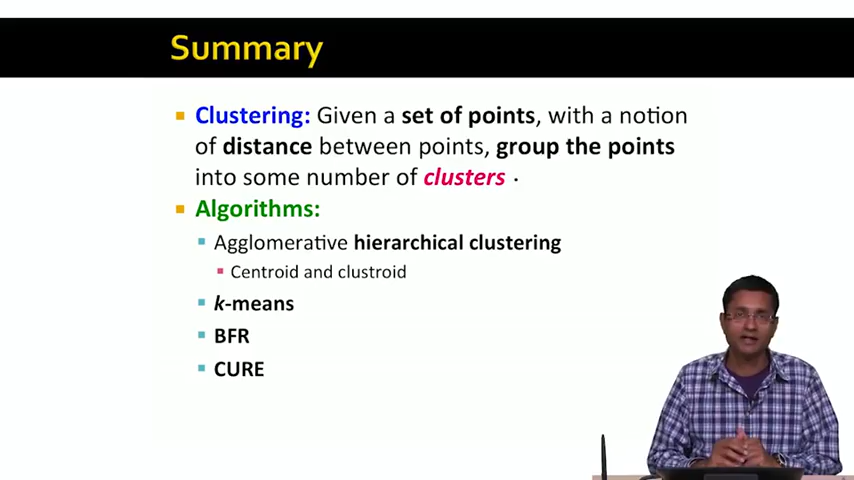 Summary
Clustering: Given a set of points, with a notion
of distance between points, group the points
into some number of clusters
Algorithms:
Agglomerative hierarchical clustering
Centroid and clustroid
k-means
BFR
CURE